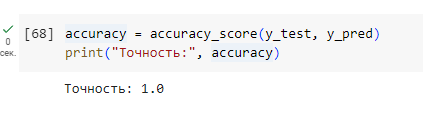 [68] accuracy = accuracy_score(y_test, y_pred)
print("Точность:", accuracy)
0
сек.
Точность: 1.0